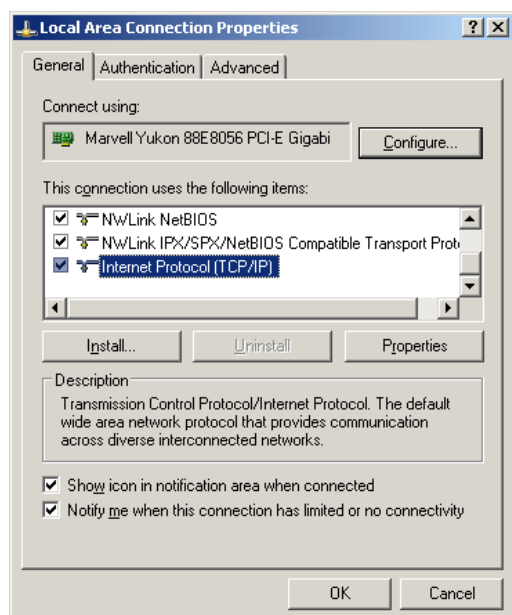 Local Area Connection Properties
General Authentication Advanced
Connect using:
Marvell Yukon 88E8056 PCI-E Gigabi Configure...
This connection uses the following items:
NWLink NetBIOS
NWLink IPX/SPX/NetBIOS Compatible Transport Proto
Internet Protocol (TCP/IP)
Install... Uninstall Properties
Description
Transmission Control Protocol/Internet Protocol. The default
wide area network protocol that provides communication
across diverse interconnected networks.
Show icon in notification area when connected
Notify me when this connection has limited or no connectivity
OK Cancel